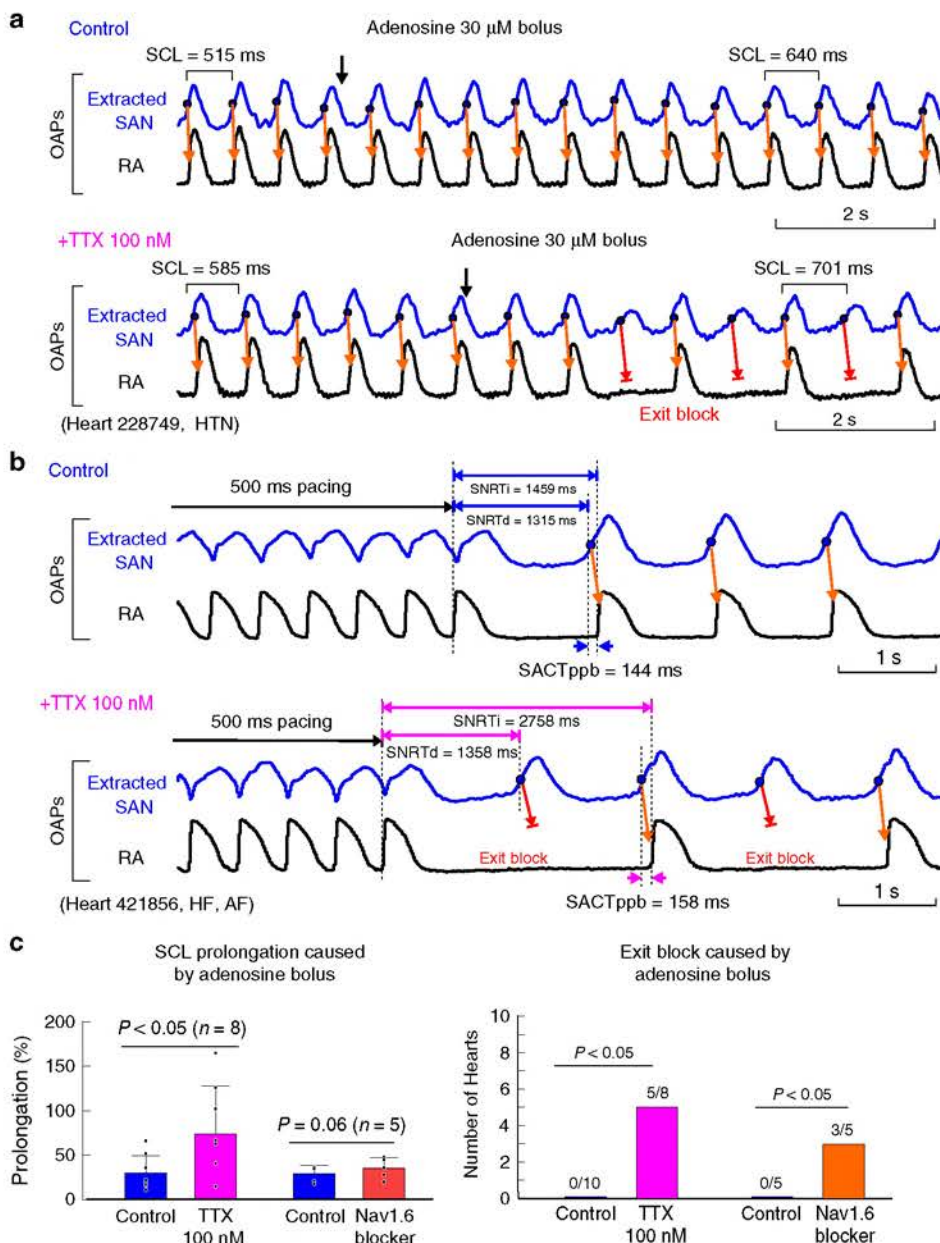 a
Control
Adenosine 30 μM bolus
SCL = 515 ms
SCL = 640 ms
OAPs
Extracted
SAN
RA
2 s
+TTX 100 nM
Adenosine 30 μM bolus
SCL = 585 ms
SCL = 701 ms
OAPs
Extracted
SAN
RA
Exit block
(Heart 228749, HTN)
2 s
b
Control
500 ms pacing
SNRTi = 1459 ms
SNRTd = 1315 ms
OAPs
Extracted
SAN
RA
SACTppb = 144 ms
1 s
+TTX 100 nM
500 ms pacing
SNRTi = 2758 ms
SNRTd = 1358 ms
OAPs
Extracted
SAN
RA
Exit block
Exit block
(Heart 421856, HF, AF)
SACTppb = 158 ms
1 s
c
SCL prolongation caused
by adenosine bolus
Prolongation (%)
200
150
100
50
0
P < 0.05 (n = 8)
P = 0.06 (n = 5)
Control
TTX
100 nM
Control
Nav1.6
blocker
Exit block caused by
adenosine bolus
Number of Hearts
10
8
6
4
2
0
P < 0.05
5/8
P < 0.05
3/5
0/10
0/5
Control
TTX
100 nM
Control
Nav1.6
blocker